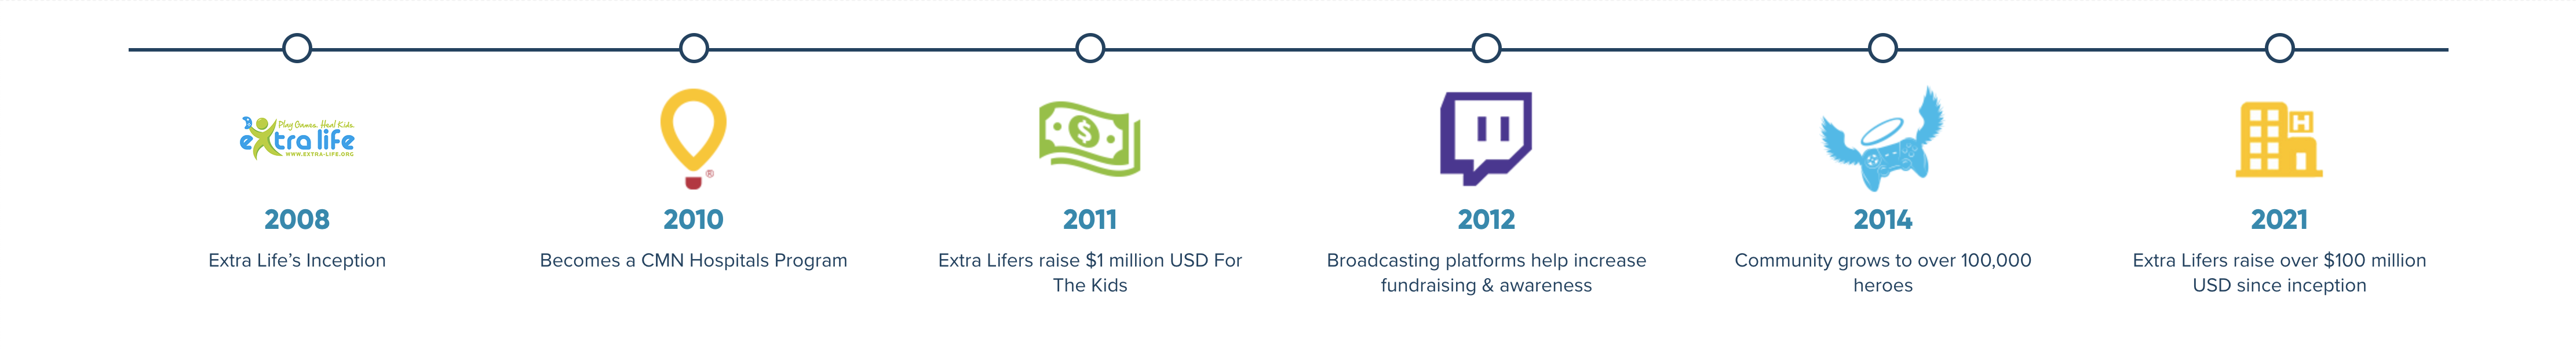 Play Games. Heal Kids.
extra life
WWW.EXTRA-LIFE.ORG
®
$
H
2008
Extra Life’s Inception
2010
Becomes a CMN Hospitals Program
2011
Extra Lifers raise $1 million USD For
The Kids
2012
Broadcasting platforms help increase
fundraising & awareness
2014
Community grows to over 100,000
heroes
2021
Extra Lifers raise over $100 million
USD since inception